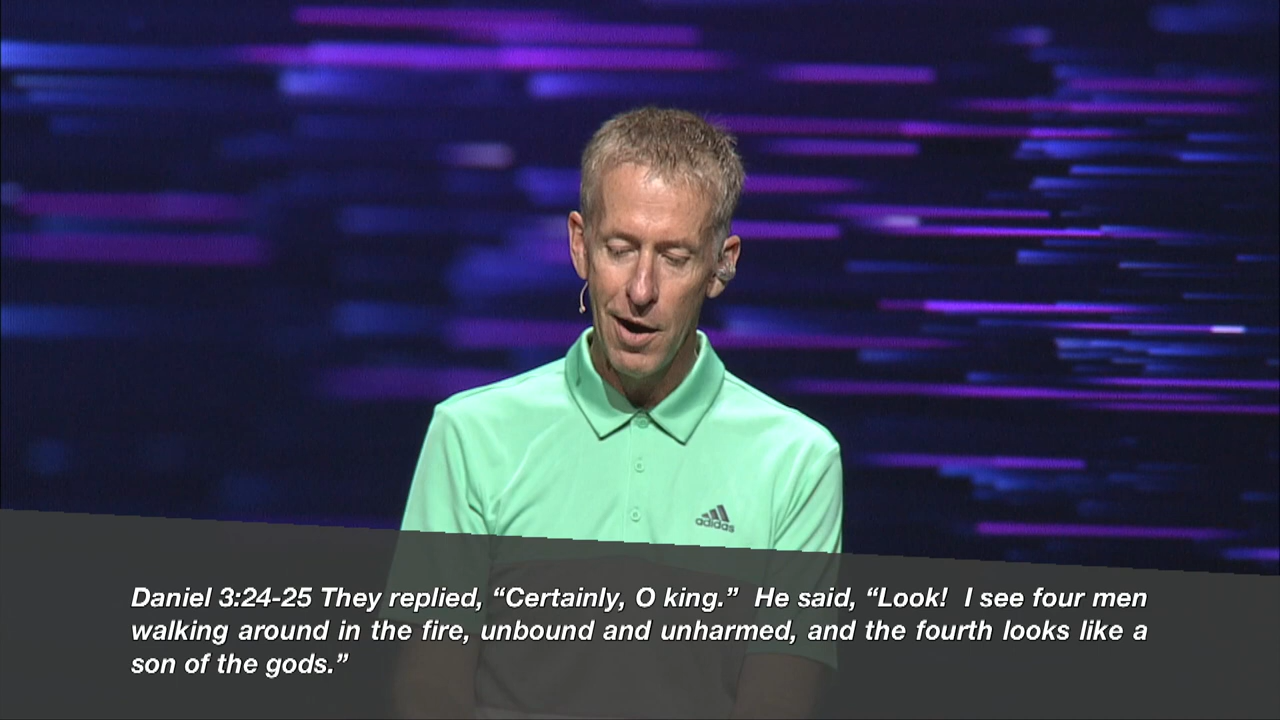 adidas
Daniel 3:24-25 They replied, “Certainly, O king.”  He said, “Look!  I see four men
walking around in the fire, unbound and unharmed, and the fourth looks like a
son of the gods.”